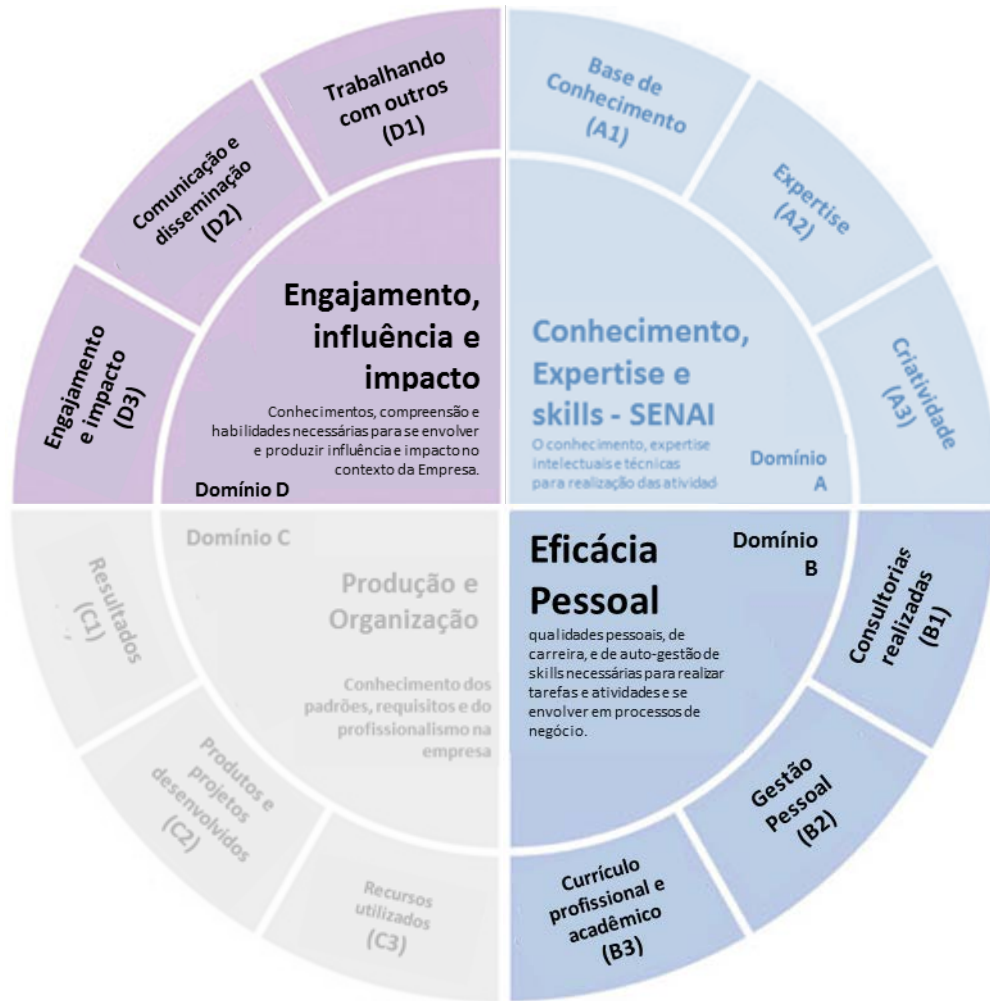 Trabalhando
com outros
(D1)
Comunicação e
disseminação
(D2)
Engajamento
e impacto
(D3)
Engajamento,
influência e
impacto
Conhecimentos, compreensão e
habilidades necessárias para se envolver
e produzir influência e impacto no
contexto da Empresa.
Domínio D
Base de
Conhecimento
(A1)
Expertise
(A2)
Criatividade
(A3)
Conhecimento,
Expertise e
skills - SENAI
O conhecimento, expertise
intelectuais e técnicas
para realização das atividad
Domínio
A
Eficácia
Pessoal
Domínio
B
qualidades pessoais, de
carreira, e de auto-gestão de
skills necessárias para realizar
tarefas e atividades e se
envolver em processos de
negócio.
Consultorias
realizadas
(B1)
Gestão
Pessoal
(B2)
Currículo
profissional e
acadêmico
(B3)
Domínio C
Produção e
Organização
Conhecimento dos
padrões, requisitos e do
profissionalismo na
empresa
Resultados
(C1)
Produtos e
projetos
desenvolvidos
(C2)
Recursos
utilizados
(C3)